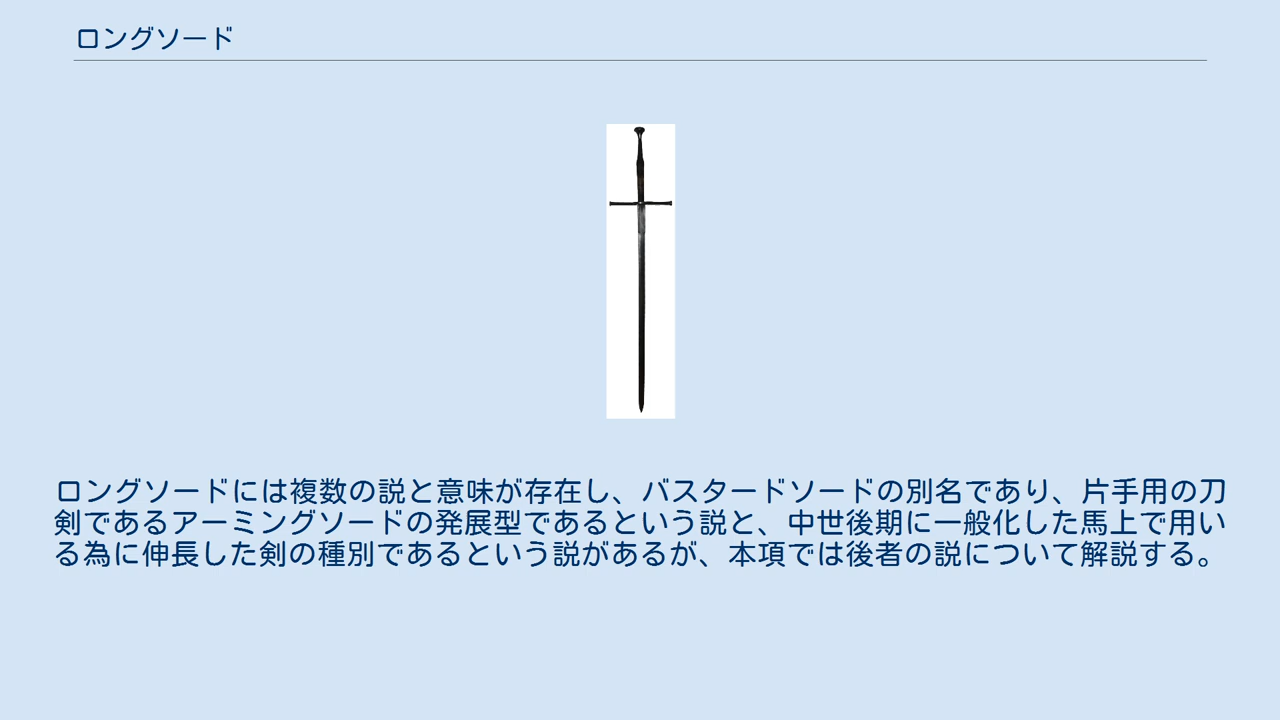 ロングソード
ロングソードには複数の説と意味が存在し、バスタードソードの別名であり、片手用の刀
剣であるアーミングソードの発展型であるという説と、中世後期に一般化した馬上で用い
る為に伸長した剣の種別であるという説があるが、本項では後者の説について解説する。